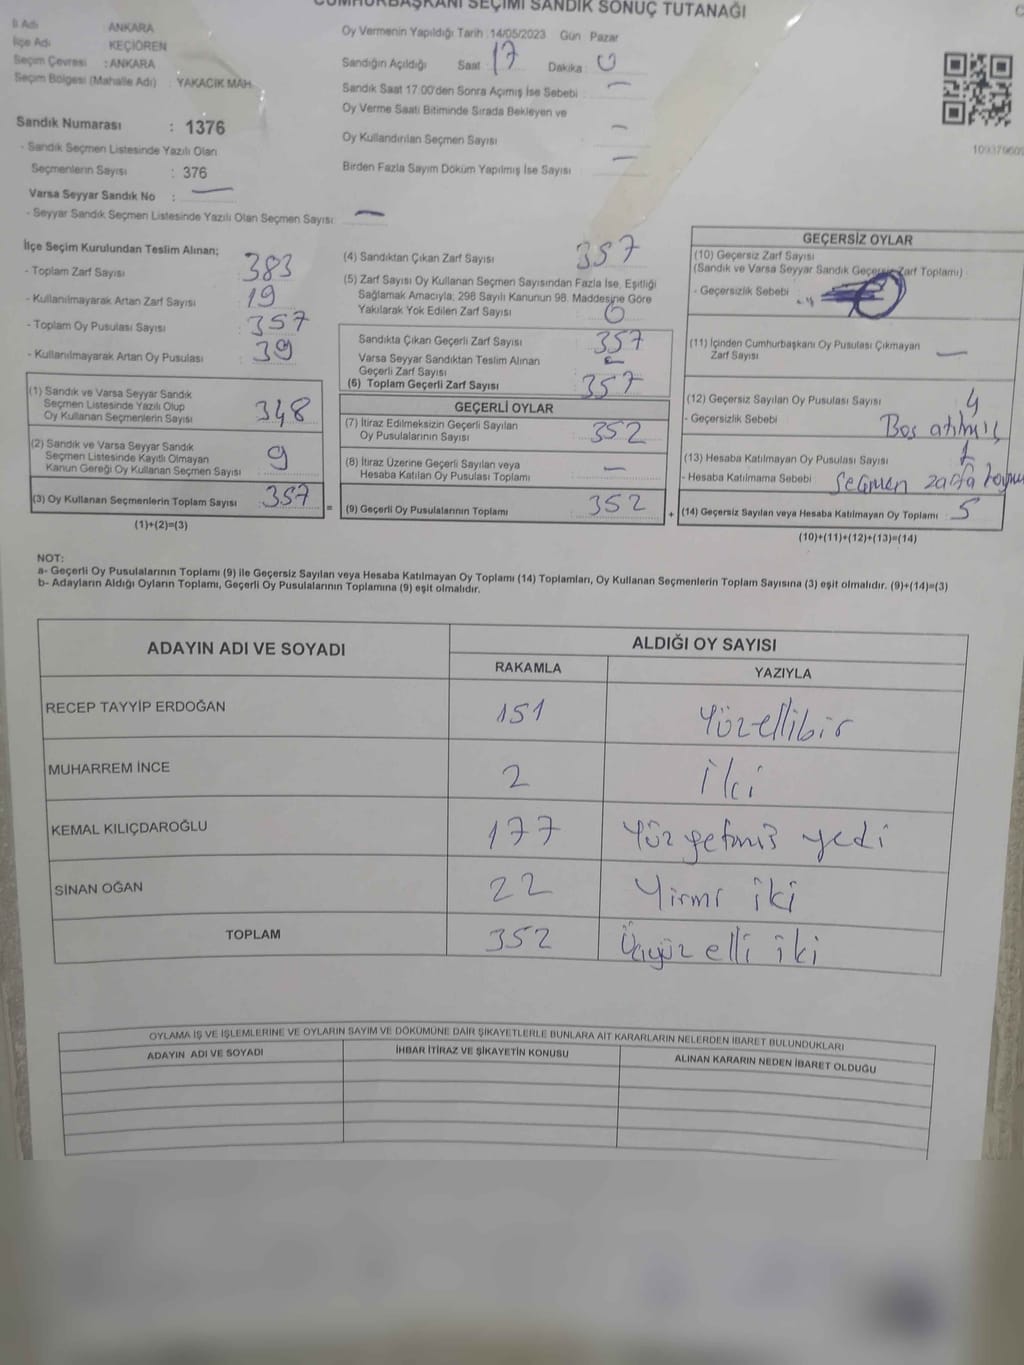 CUMHURBAŞKANI SEÇİMİ SANDIK SONUÇ TUTANAĞI
İl Adı : ANKARA
İlçe Adı : KEÇİÖREN
Seçim Çevresi : ANKARA
Seçim Bölgesi (Mahalle Adı) : YAKACIK MAH.
Sandık Numarası : 1376
- Sandık Seçmen Listesinde Yazılı Olan
Seçmenlerin Sayısı : 376
Varsa Seyyar Sandık No : —
- Seyyar Sandık Seçmen Listesinde Yazılı Olan Seçmen Sayısı : —
Oy Vermenin Yapıldığı Tarih :14/05/2023 Gün : Pazar
Sandığın Açıldığı Saat : 17 Dakika : 0
Sandık Saat 17:00'den Sonra Açımış İse Sebebi : —
Oy Verme Saati Bitiminde Sırada Bekleyen ve
Oy Kullandırılan Seçmen Sayısı : —
Birden Fazla Sayım Döküm Yapılmış İse Sayısı : —
İlçe Seçim Kurulundan Teslim Alınan;
- Toplam Zarf Sayısı : 383
- Kullanılmayarak Artan Zarf Sayısı : 19
- Toplam Oy Pusulası Sayısı : 357
- Kullanılmayarak Artan Oy Pusulası : 39
(1) Sandık ve Varsa Seyyar Sandık
Seçmen Listesinde Yazılı Olup
Oy Kullanan Seçmenlerin Sayısı : 348
(2) Sandık ve Varsa Seyyar Sandık
Seçmen Listesinde Kayıtlı Olmayan
Kanun Gereği Oy Kullanan Seçmen Sayısı : 9
(3) Oy Kullanan Seçmenlerin Toplam Sayısı : 357
(1)+(2)=(3)
(4) Sandıktan Çıkan Zarf Sayısı : 357
(5) Zarf Sayısı Oy Kullanan Seçmen Sayısından Fazla İse, Eşitliği
Sağlamak Amacıyla; 298 Sayılı Kanunun 98. Maddesine Göre
Yakılarak Yok Edilen Zarf Sayısı : 0
Sandıkta Çıkan Geçerli Zarf Sayısı : 357
Varsa Seyyar Sandıktan Teslim Alınan
Geçerli Zarf Sayısı :
(6) Toplam Geçerli Zarf Sayısı : 357
GEÇERLİ OYLAR
(7) İtiraz Edilmeksizin Geçerli Sayılan
Oy Pusulalarının Sayısı : 352
(8) İtiraz Üzerine Geçerli Sayılan veya
Hesaba Katılan Oy Pusulası Toplamı : —
= (9) Geçerli Oy Pusulalarının Toplamı : 352
GEÇERSİZ OYLAR
(10) Geçersiz Zarf Sayısı
(Sandık ve Varsa Seyyar Sandık Geçersiz Zarf Toplamı)
- Geçersizlik Sebebi :
(11) İçinden Cumhurbaşkanı Oy Pusulası Çıkmayan
Zarf Sayısı : —
(12) Geçersiz Sayılan Oy Pusulası Sayısı : 4
- Geçersizlik Sebebi : Boş atılmış
(13) Hesaba Katılmayan Oy Pusulası Sayısı : 1
- Hesaba Katılmama Sebebi : Seçmen zarfa
+ (14) Geçersiz Sayılan veya Hesaba Katılmayan Oy Toplamı : 5
(10)+(11)+(12)+(13)=(14)
NOT:
a- Geçerli Oy Pusulalarının Toplamı (9) ile Geçersiz Sayılan veya Hesaba Katılmayan Oy Toplamı (14) Toplamları, Oy Kullanan Seçmenlerin Toplam Sayısına (3) eşit olmalıdır. (9)+(14)=(3)
b- Adayların Aldığı Oyların Toplamı, Geçerli Oy Pusulalarının Toplamına (9) eşit olmalıdır.
ADAYIN ADI VE SOYADI ALDIĞI OY SAYISI
RAKAMLA YAZIYLA
RECEP TAYYİP ERDOĞAN 151 Yüzellibir
MUHARREM İNCE 2 İki
KEMAL KILIÇDAROĞLU 177 Yüz yetmiş yedi
SİNAN OĞAN 22 Yirmi iki
TOPLAM 352 Üçyüz elli iki
OYLAMA İŞ VE İŞLEMLERİNE VE OYLARIN SAYIM VE DÖKÜMÜNE DAİR ŞİKAYETLERLE BUNLARA AİT KARARLARIN NELERDEN İBARET BULUNDUKLARI
ADAYIN ADI VE SOYADI İHBAR İTİRAZ VE ŞİKAYETİN KONUSU ALINAN KARARIN NEDEN İBARET OLDUĞU